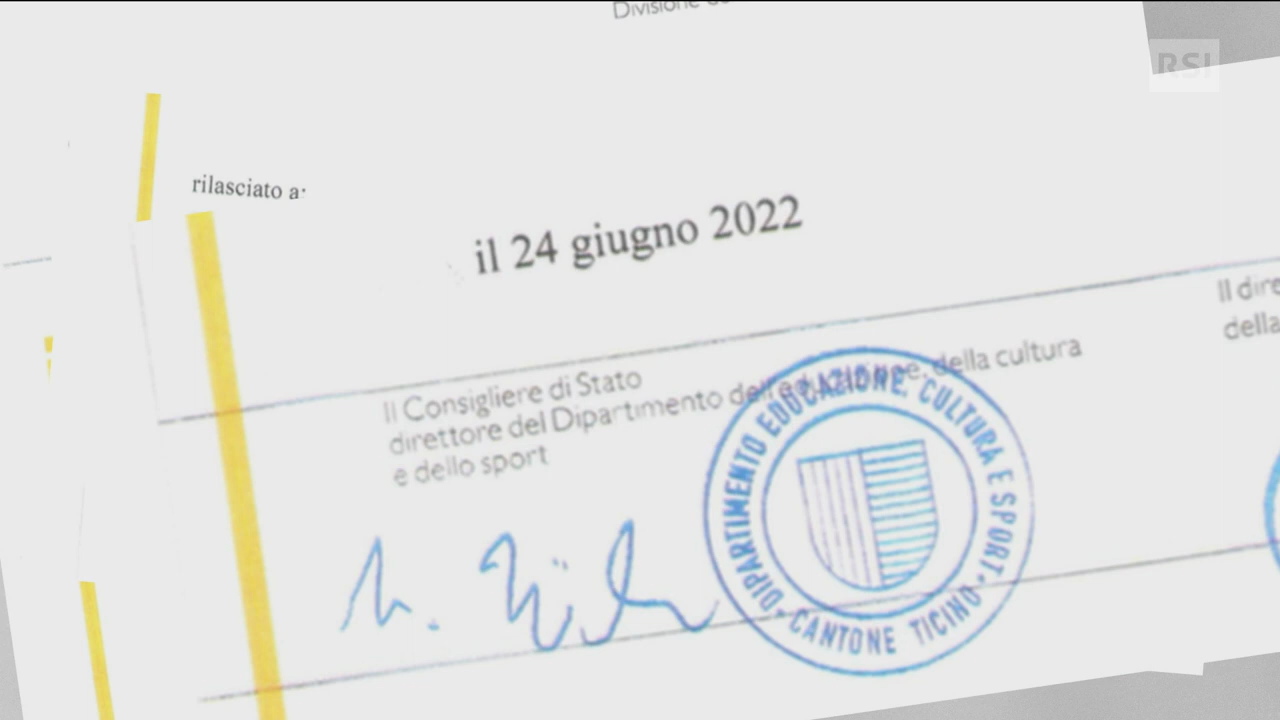 Divisione
RSI
rilasciato a:
il 24 giugno 2022
Il Consigliere di Stato
direttore del Dipartimento dell'educazione, della cultura
e dello sport
Il dire
della
DIPARTIMENTO EDUCAZIONE, CULTURA E SPORT
CANTONE TICINO